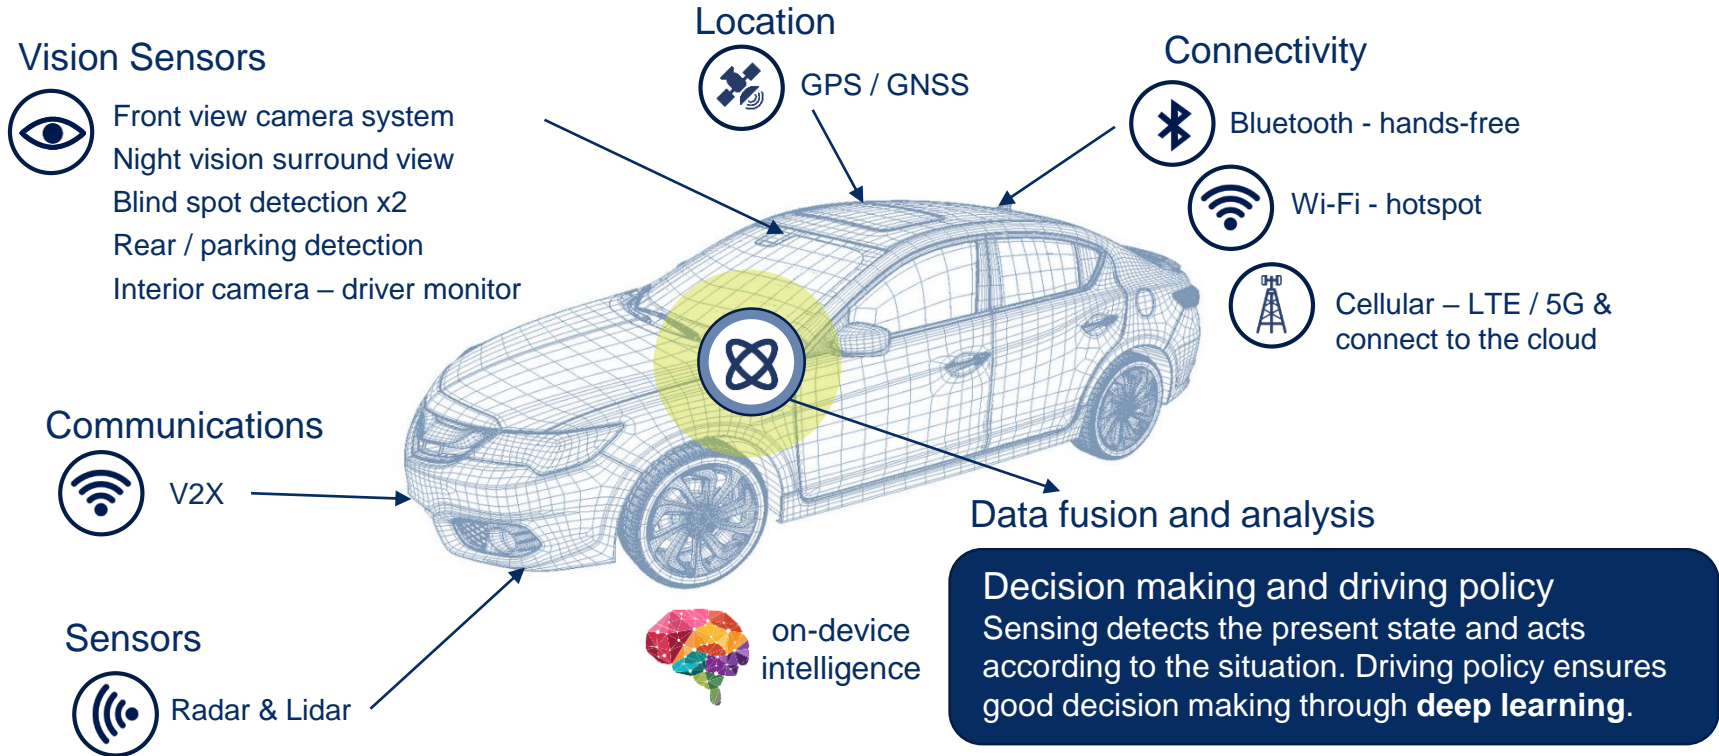 Location
GPS / GNSS
Vision Sensors
Front view camera system
Night vision surround view
Blind spot detection x2
Rear / parking detection
Interior camera – driver monitor
Connectivity
Bluetooth - hands-free
Wi-Fi - hotspot
Cellular – LTE / 5G &
connect to the cloud
Communications
V2X
Sensors
Radar & Lidar
on-device
intelligence
Data fusion and analysis
Decision making and driving policy
Sensing detects the present state and acts
according to the situation. Driving policy ensures
good decision making through deep learning.